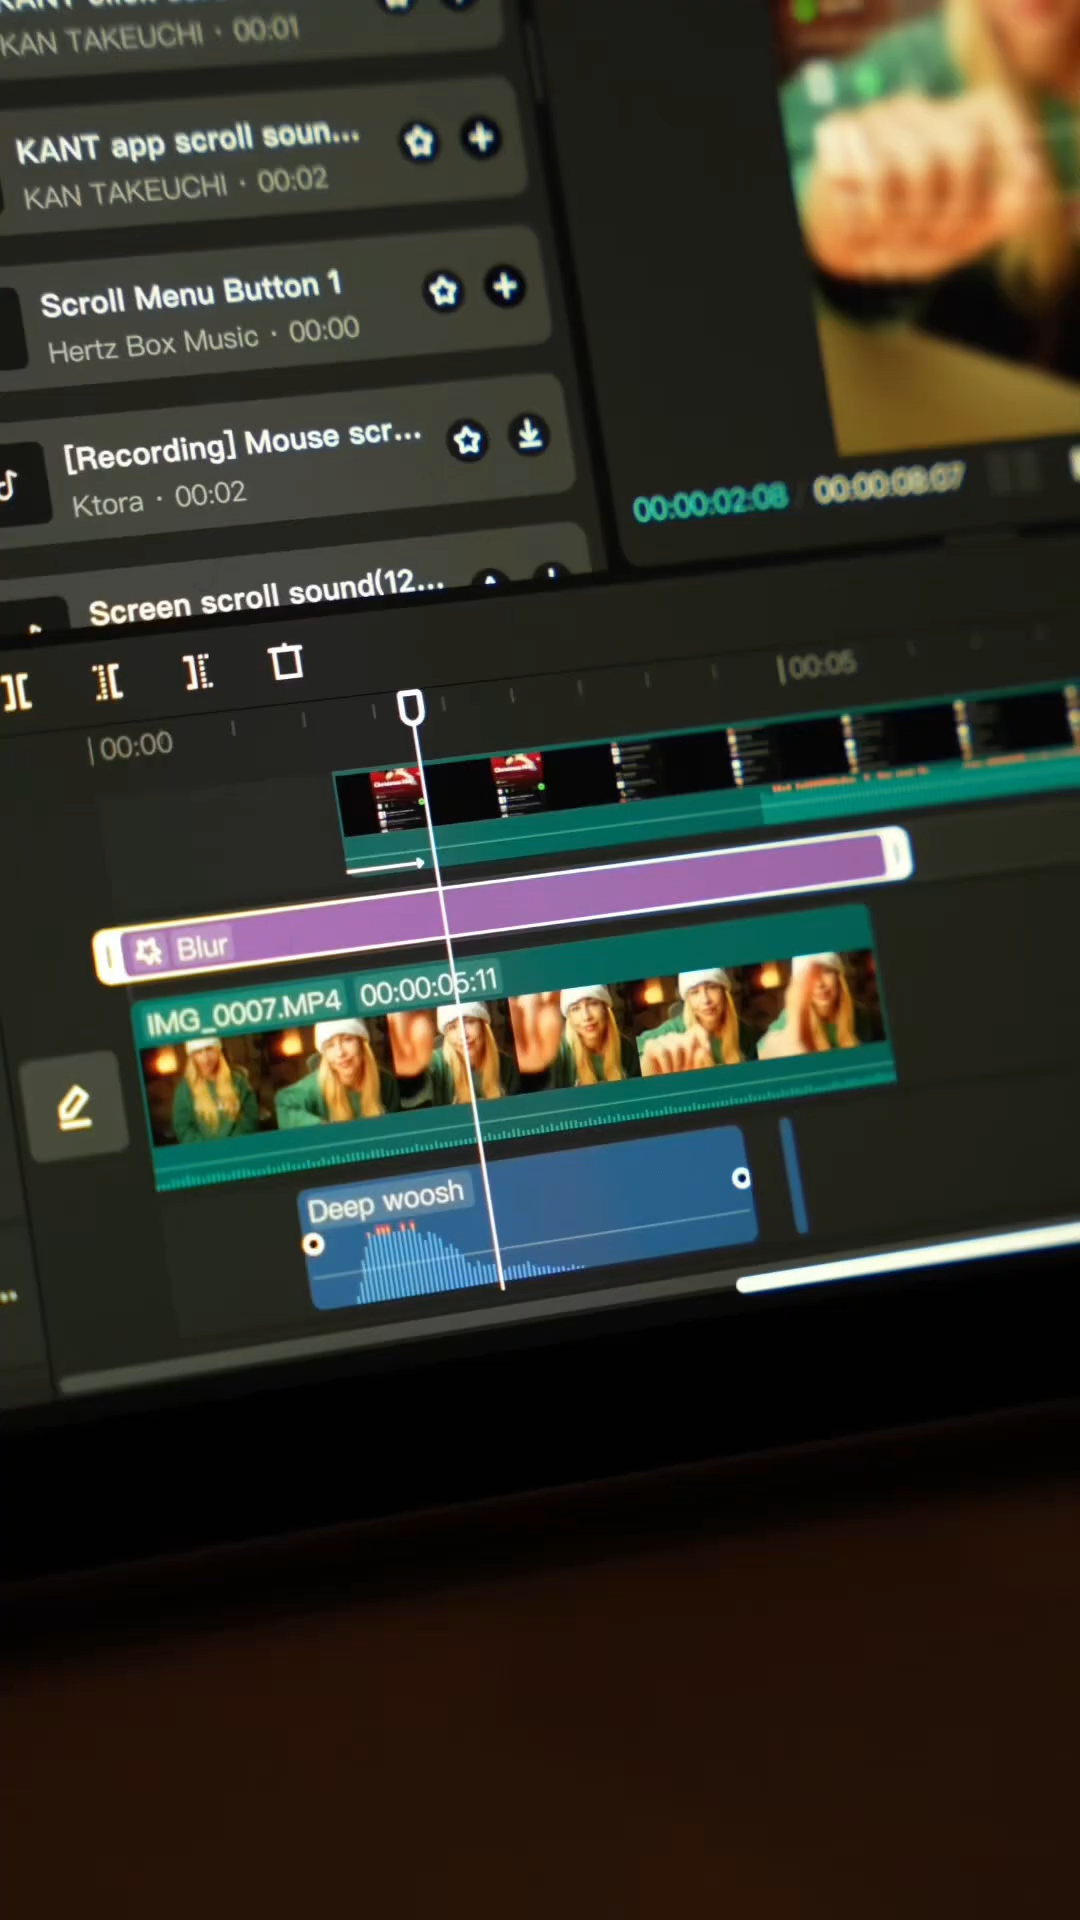 KAN TAKEUCHI · 00:01
KANT app scroll soun...
KAN TAKEUCHI · 00:02
Scroll Menu Button 1
Hertz Box Music · 00:00
[Recording] Mouse scr...
Ktora · 00:02
Screen scroll sound(12...
00:00:02:08 / 00:00:08:07
00:00
00:05
Blur
IMG_0007.MP4 00:00:05:11
Deep woosh